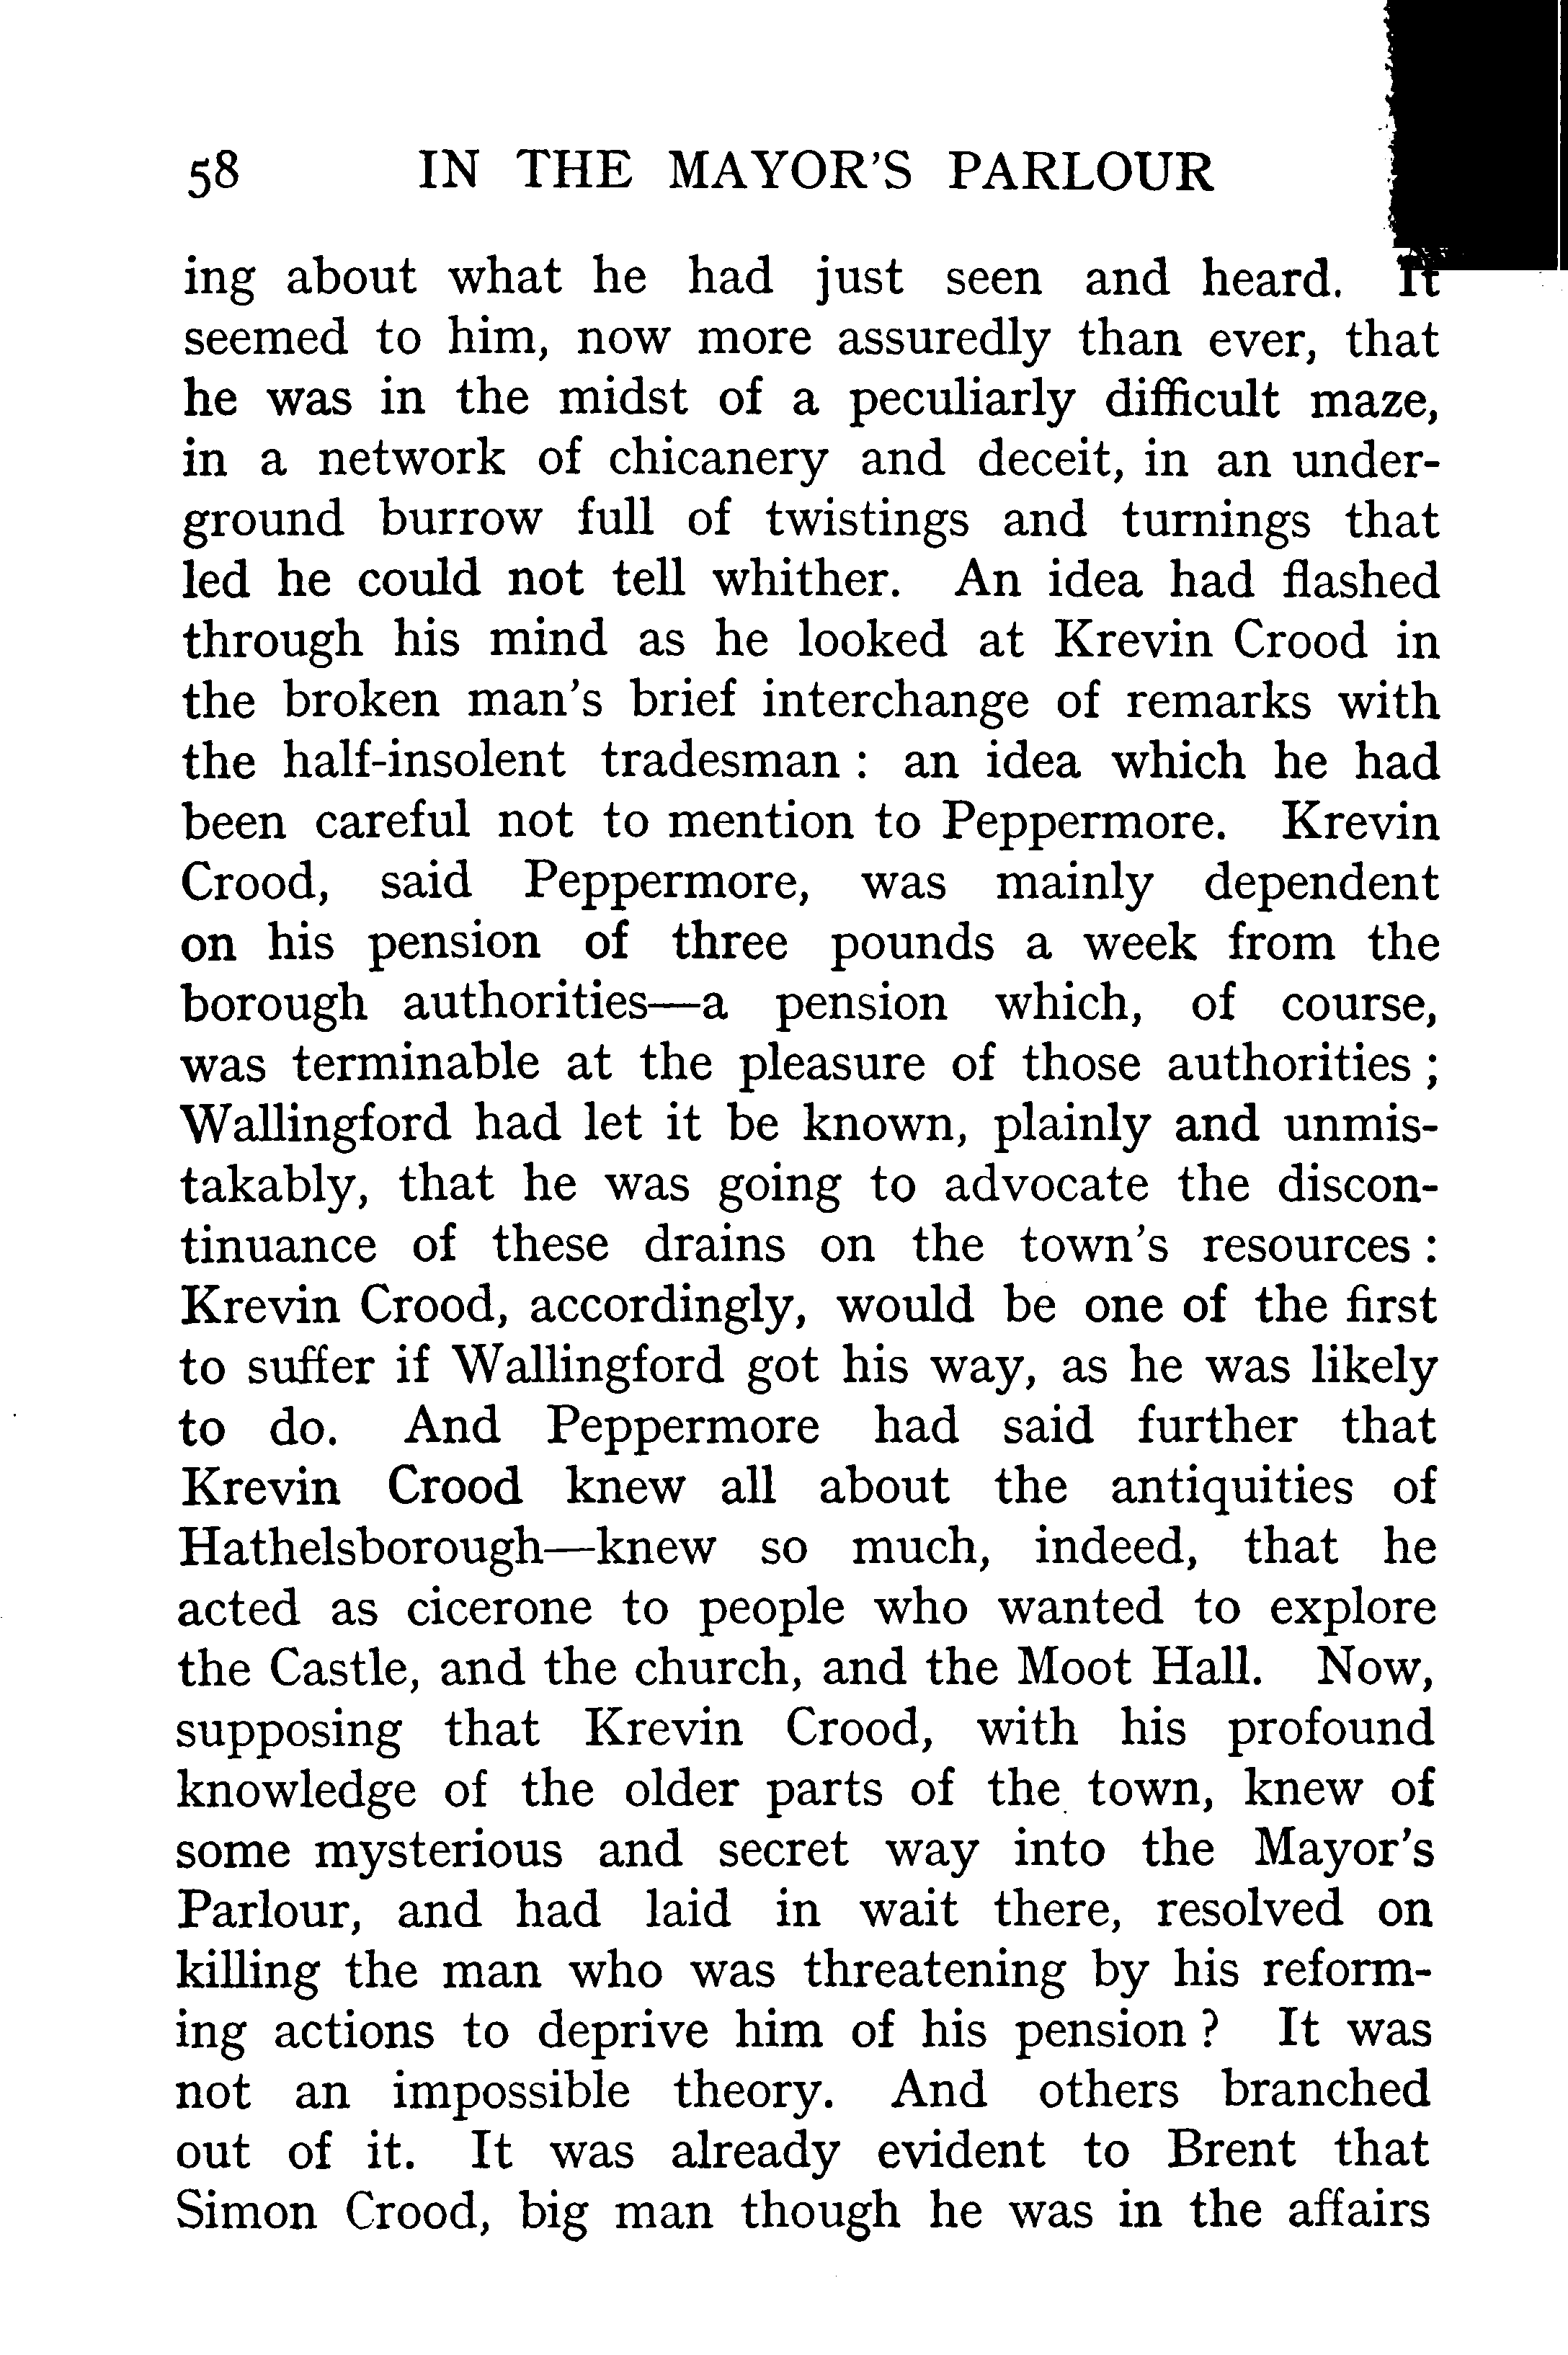 58 IN THE MAYOR'S PARLOUR
ing about what he had just seen and heard. It
seemed to him, now more assuredly than ever, that
he was in the midst of a peculiarly difficult maze,
in a network of chicanery and deceit, in an under-
ground burrow full of twistings and turnings that
led he could not tell whither. An idea had flashed
through his mind as he looked at Krevin Crood in
the broken man's brief interchange of remarks with
the half-insolent tradesman : an idea which he had
been careful not to mention to Peppermore. Krevin
Crood, said Peppermore, was mainly dependent
on his pension of three pounds a week from the
borough authorities—a pension which, of course,
was terminable at the pleasure of those authorities ;
Wallingford had let it be known, plainly and unmis-
takably, that he was going to advocate the discon-
tinuance of these drains on the town's resources :
Krevin Crood, accordingly, would be one of the first
to suffer if Wallingford got his way, as he was likely
to do. And Peppermore had said further that
Krevin Crood knew all about the antiquities of
Hathelsborough—knew so much, indeed, that he
acted as cicerone to people who wanted to explore
the Castle, and the church, and the Moot Hall. Now,
supposing that Krevin Crood, with his profound
knowledge of the older parts of the town, knew of
some mysterious and secret way into the Mayor's
Parlour, and had laid in wait there, resolved on
killing the man who was threatening by his reform-
ing actions to deprive him of his pension ? It was
not an impossible theory. And others branched
out of it. It was already evident to Brent that
Simon Crood, big man though he was in the affairs